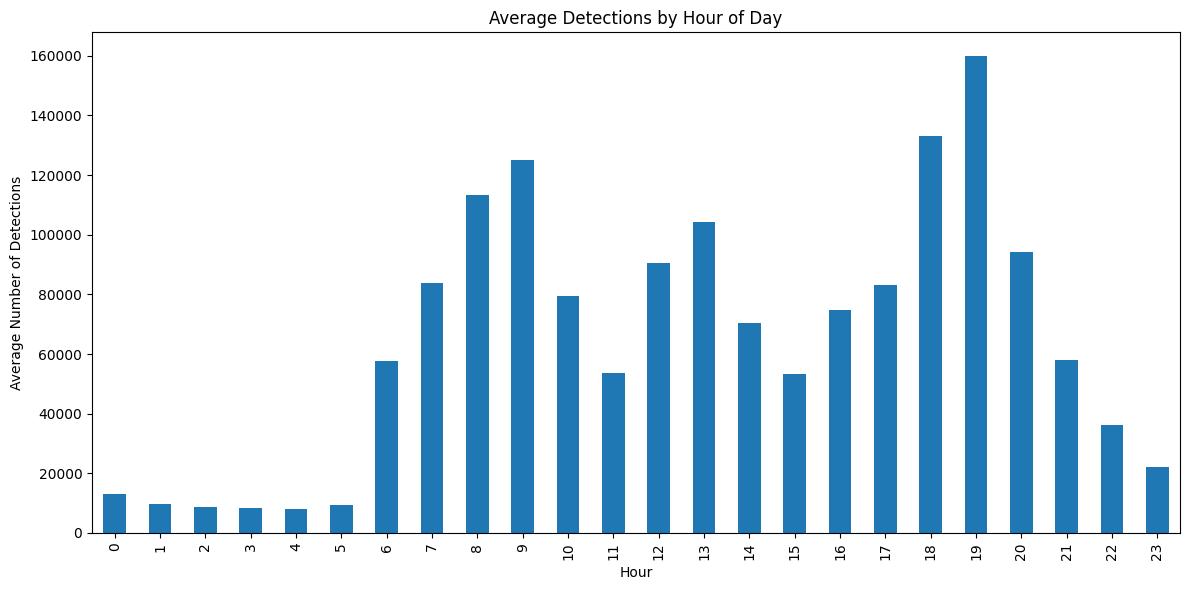 Average Detections by Hour of Day
Average Number of Detections
160000
140000
120000
100000
80000
60000
40000
20000
0
0 1 2 3 4 5 6 7 8 9 10 11 12 13 14 15 16 17 18 19 20 21 22 23
Hour